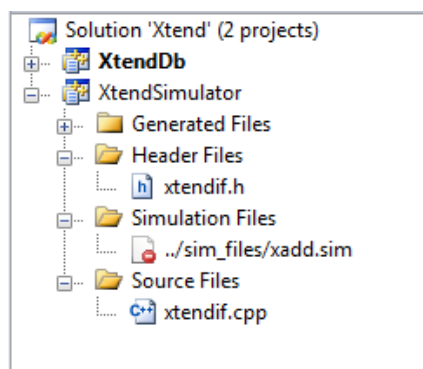 Solution 'Xtend' (2 projects)
XtendDb
XtendSimulator
Generated Files
Header Files
h xtendif.h
Simulation Files
../sim_files/xadd.sim
Source Files
C++ xtendif.cpp